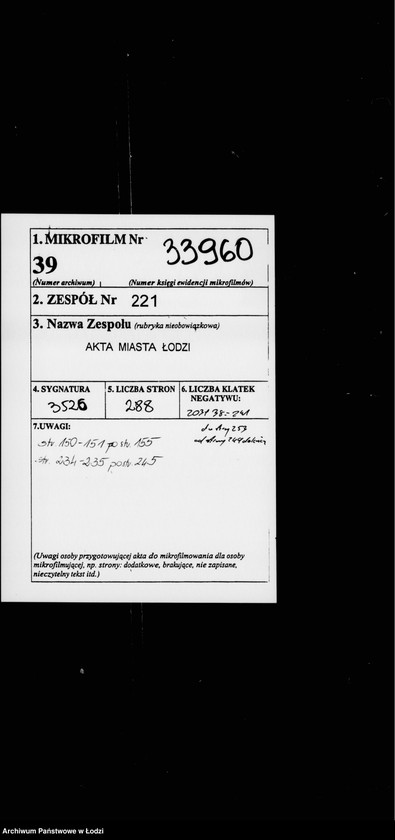 1. MIKROFILM Nr 33960
39
(Numer archiwum) (Numer księgi ewidencji mikrofilmów)
2. ZESPÓŁ Nr 221
3. Nazwa Zespołu (rubryka nieobowiązkowa)
AKTA MIASTA ŁODZI
4. SYGNATURA 5. LICZBA STRON 6. LICZBA KLATEK
NEGATYWU:
3526 288
7.UWAGI:
str 150-151 po str. 155
str. 234-235 po str. 245
(Uwagi osoby przygotowującej akta do mikrofilmowania dla osoby
mikrofilmującej, np. strony: dodatkowe, brakujące, nie zapisane,
nieczytelny tekst itd.)
Archiwum Państwowe w Łodzi